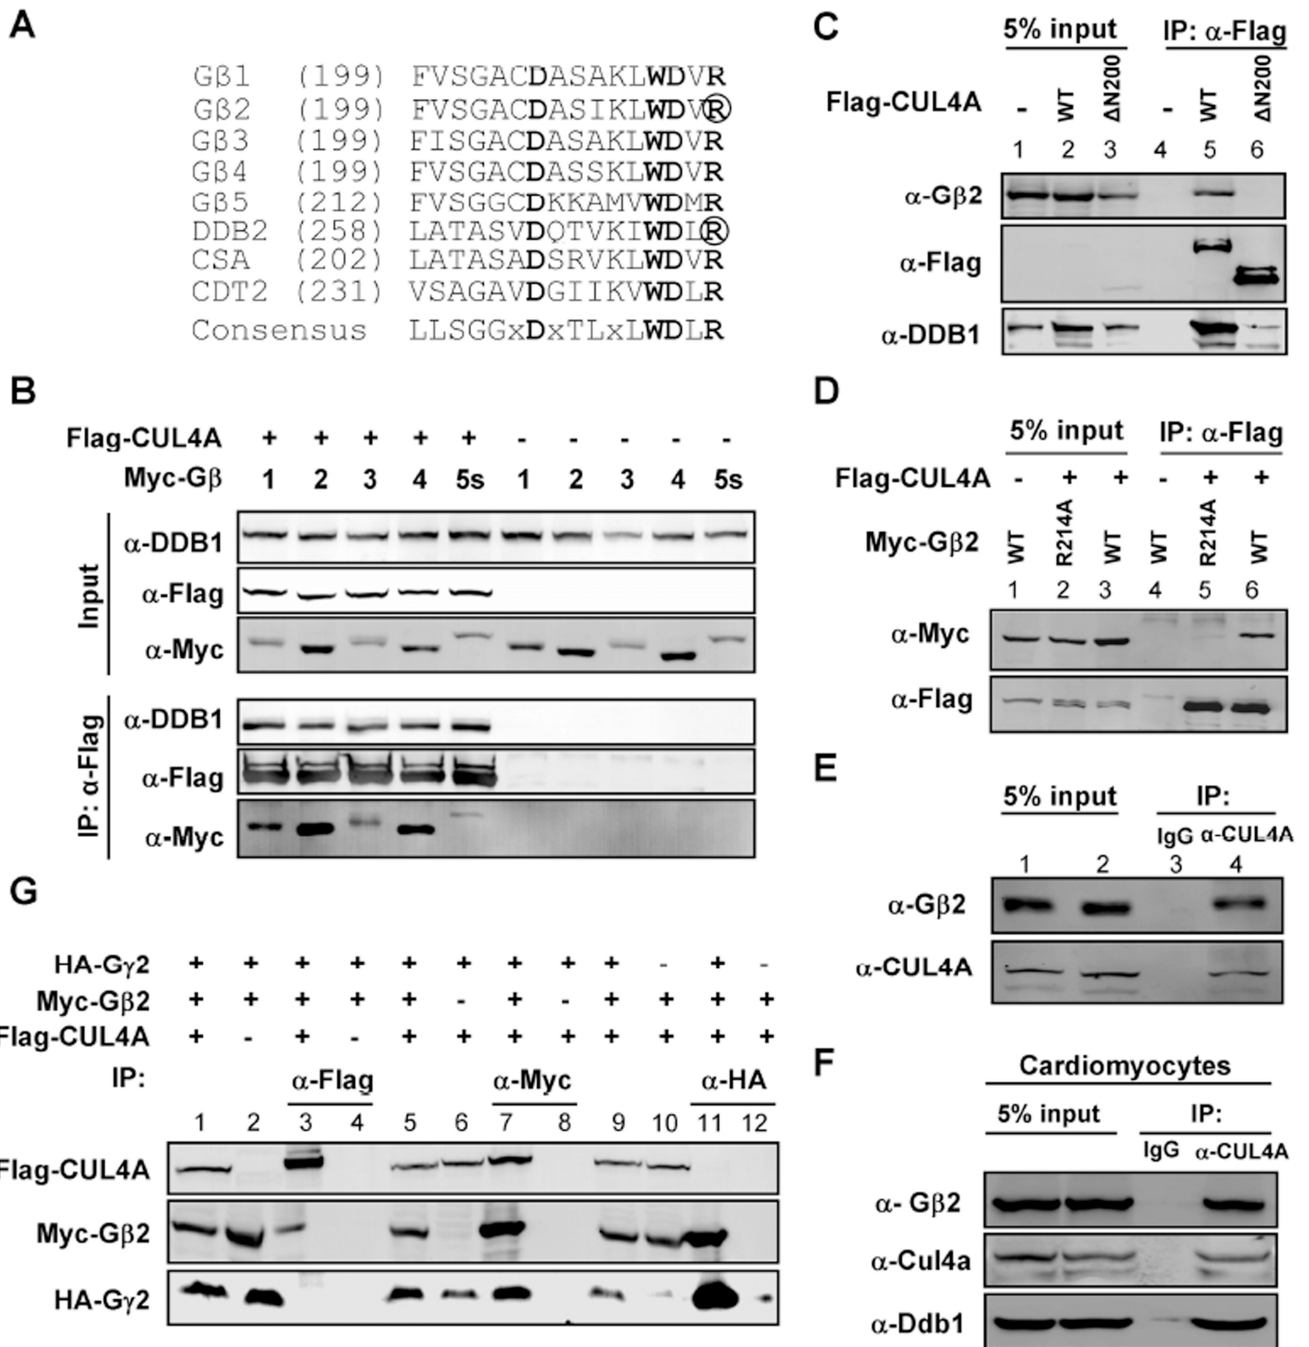 A
Gβ1 (199) FVSGACDASAKLWDVR
Gβ2 (199) FVSGACDASIKLWDVR
Gβ3 (199) FISGACDASAKLWDVR
Gβ4 (199) FVSGACDASSKLWDVR
Gβ5 (212) FVSGGCDKKAMVWDMR
DDB2 (258) LATASVDQTVKIWDLR
CSA (202) LATASADSRVKLWDVR
CDT2 (231) VSAGAVDGIIKVWDLR
Consensus LLSGGxDxTLxLWDLR
B
Flag-CUL4A + + + + + - - - - -
Myc-Gβ 1 2 3 4 5s 1 2 3 4 5s
Input
α-DDB1
α-Flag
α-Myc
IP: α-Flag
α-DDB1
α-Flag
α-Myc
C
5% input IP: α-Flag
Flag-CUL4A - WT ΔN200 - WT ΔN200
1 2 3 4 5 6
α-Gβ2
α-Flag
α-DDB1
D
5% input IP: α-Flag
Flag-CUL4A - + + - + +
Myc-Gβ2 WT R214A WT WT R214A WT
1 2 3 4 5 6
α-Myc
α-Flag
E
5% input IP:
IgG α-CUL4A
1 2 3 4
α-Gβ2
α-CUL4A
F
Cardiomyocytes
5% input IP:
IgG α-CUL4A
α- Gβ2
α-Cul4a
α-Ddb1
G
HA-Gγ2 + + + + + + + + + - + -
Myc-Gβ2 + + + + + - + - + + + +
Flag-CUL4A + - + - + + + + + + + +
IP: α-Flag α-Myc α-HA
1 2 3 4 5 6 7 8 9 10 11 12
Flag-CUL4A
Myc-Gβ2
HA-Gγ2